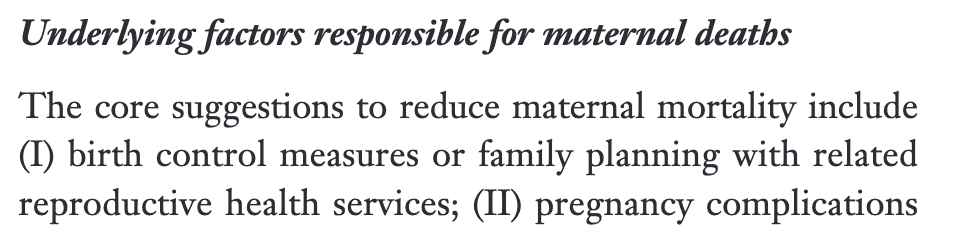 Underlying factors responsible for maternal deaths
The core suggestions to reduce maternal mortality include
(I) birth control measures or family planning with related
reproductive health services; (II) pregnancy complications